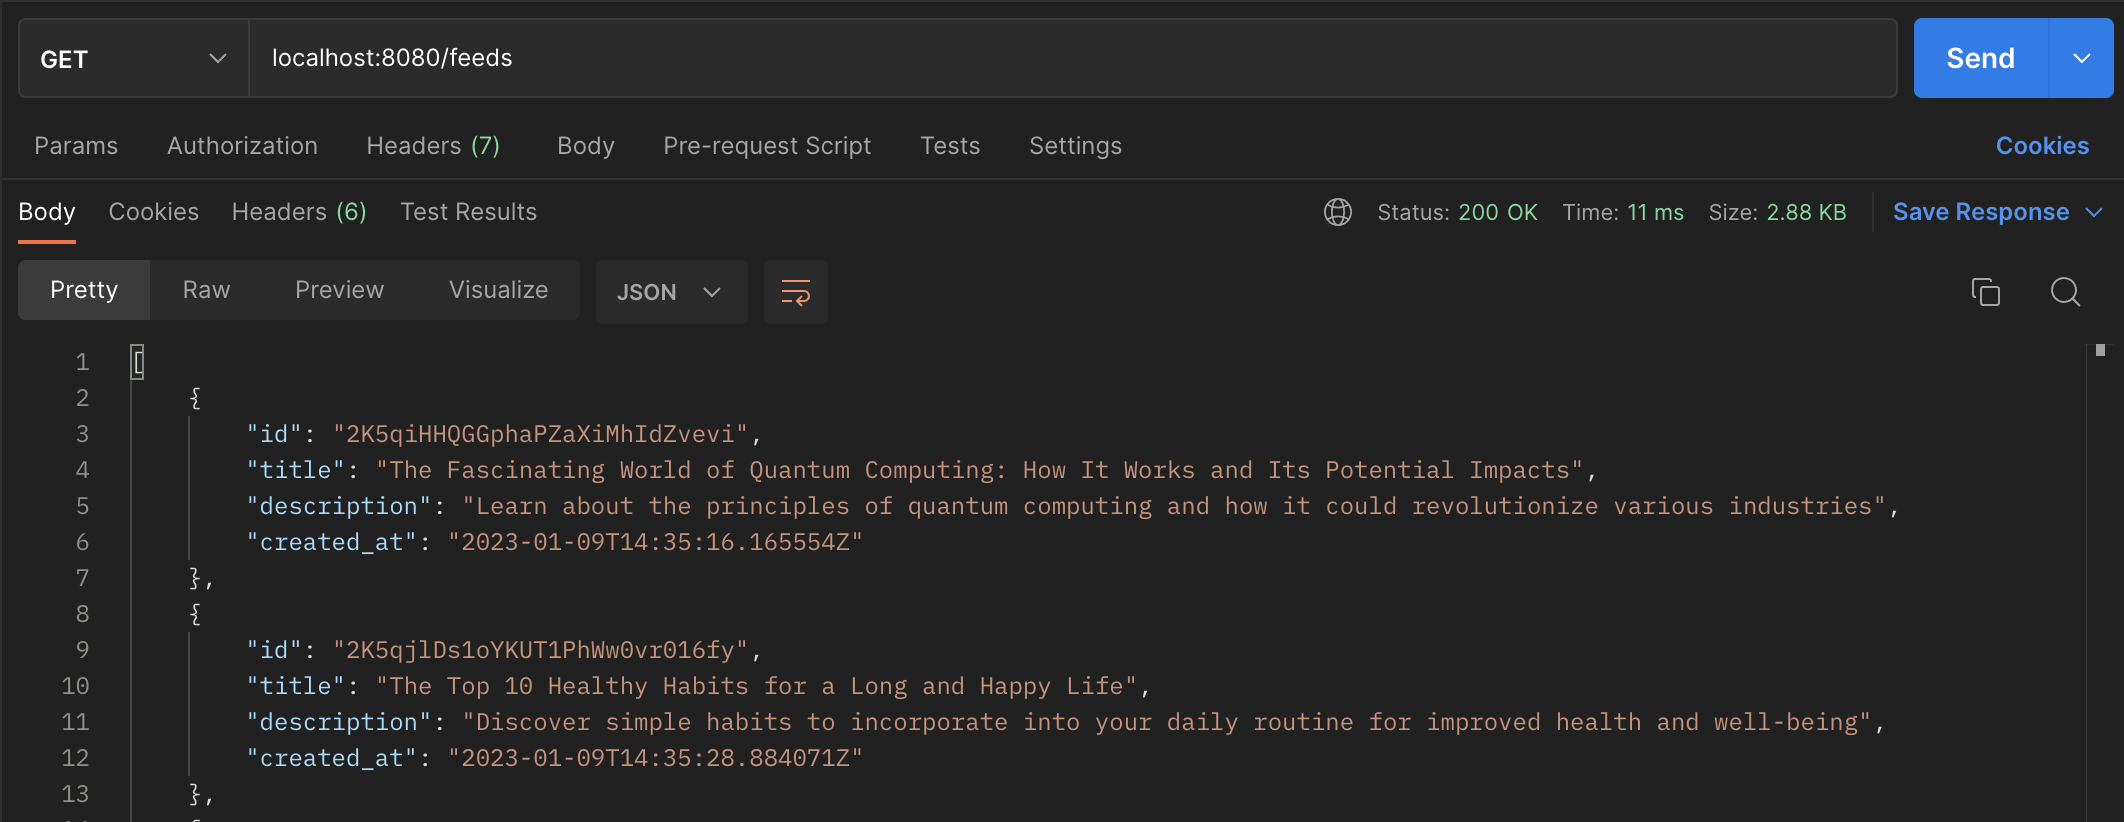 GET localhost:8080/feeds Send
Params Authorization Headers (7) Body Pre-request Script Tests Settings Cookies
Body Cookies Headers (6) Test Results Status: 200 OK Time: 11 ms Size: 2.88 KB Save Response
Pretty Raw Preview Visualize JSON
1 [
2 {
3 "id": "2K5qiHHQGGphaPZaXiMhIdZvevi",
4 "title": "The Fascinating World of Quantum Computing: How It Works and Its Potential Impacts",
5 "description": "Learn about the principles of quantum computing and how it could revolutionize various industries",
6 "created_at": "2023-01-09T14:35:16.165554Z"
7 },
8 {
9 "id": "2K5qjlDs1oYKUT1PhWw0vr016fy",
10 "title": "The Top 10 Healthy Habits for a Long and Happy Life",
11 "description": "Discover simple habits to incorporate into your daily routine for improved health and well-being",
12 "created_at": "2023-01-09T14:35:28.884071Z"
13 },